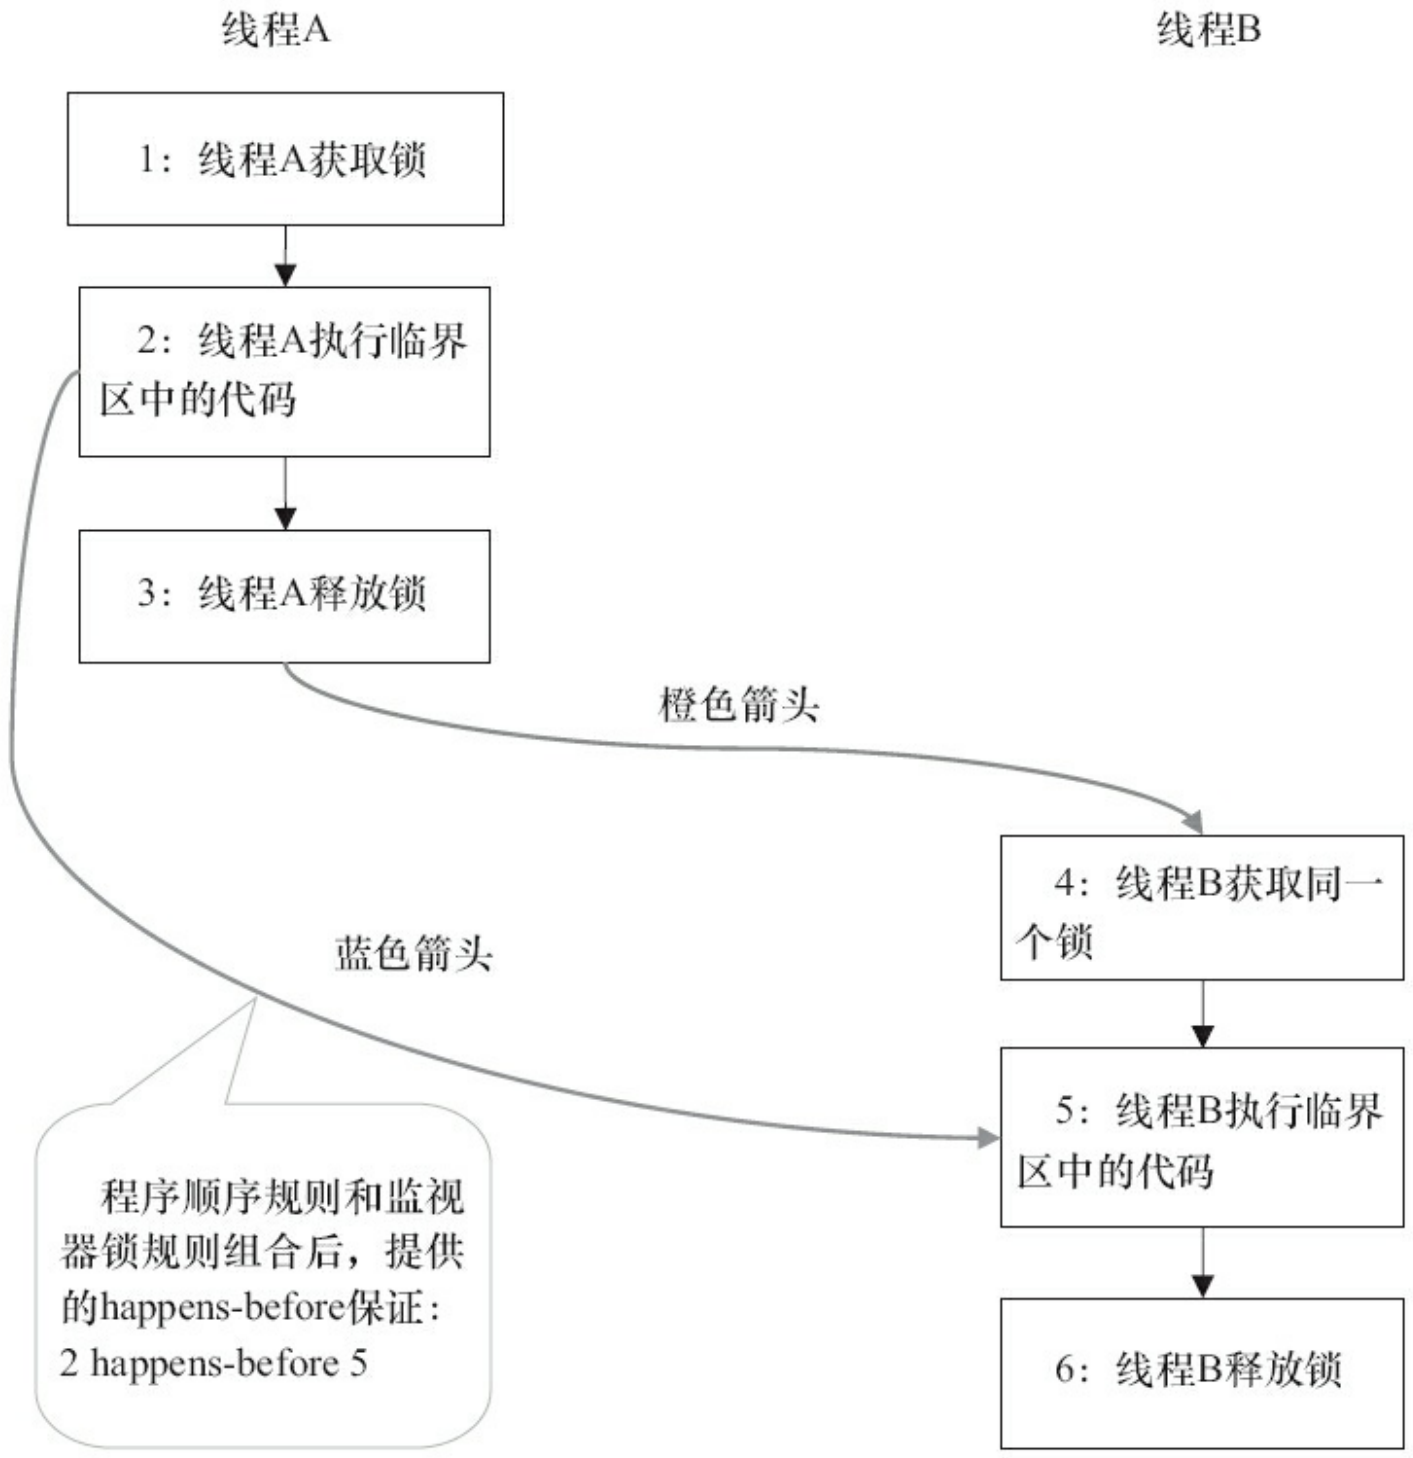 线程A
线程B
1：线程A获取锁
2：线程A执行临界
区中的代码
3：线程A释放锁
橙色箭头
4：线程B获取同一
个锁
蓝色箭头
5：线程B执行临界
区中的代码
程序顺序规则和监视
器锁规则组合后，提供
的happens-before保证：
2 happens-before 5
6：线程B释放锁